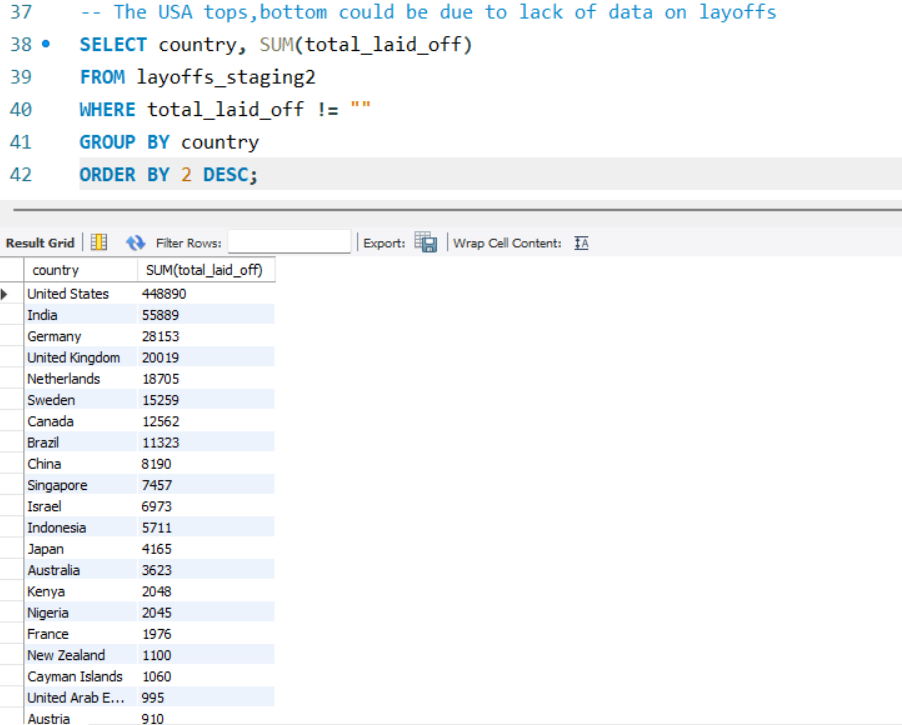 37 -- The USA tops,bottom could be due to lack of data on layoffs
38 SELECT country, SUM(total_laid_off)
39 FROM layoffs_staging2
40 WHERE total_laid_off != ""
41 GROUP BY country
42 ORDER BY 2 DESC;
Result Grid Filter Rows: Export: Wrap Cell Content: IA
country SUM(total_laid_off)
United States 448890
India 55889
Germany 28153
United Kingdom 20019
Netherlands 18705
Sweden 15259
Canada 12562
Brazil 11323
China 8190
Singapore 7457
Israel 6973
Indonesia 5711
Japan 4165
Australia 3623
Kenya 2048
Nigeria 2045
France 1976
New Zealand 1100
Cayman Islands 1060
United Arab E... 995
Austria 910